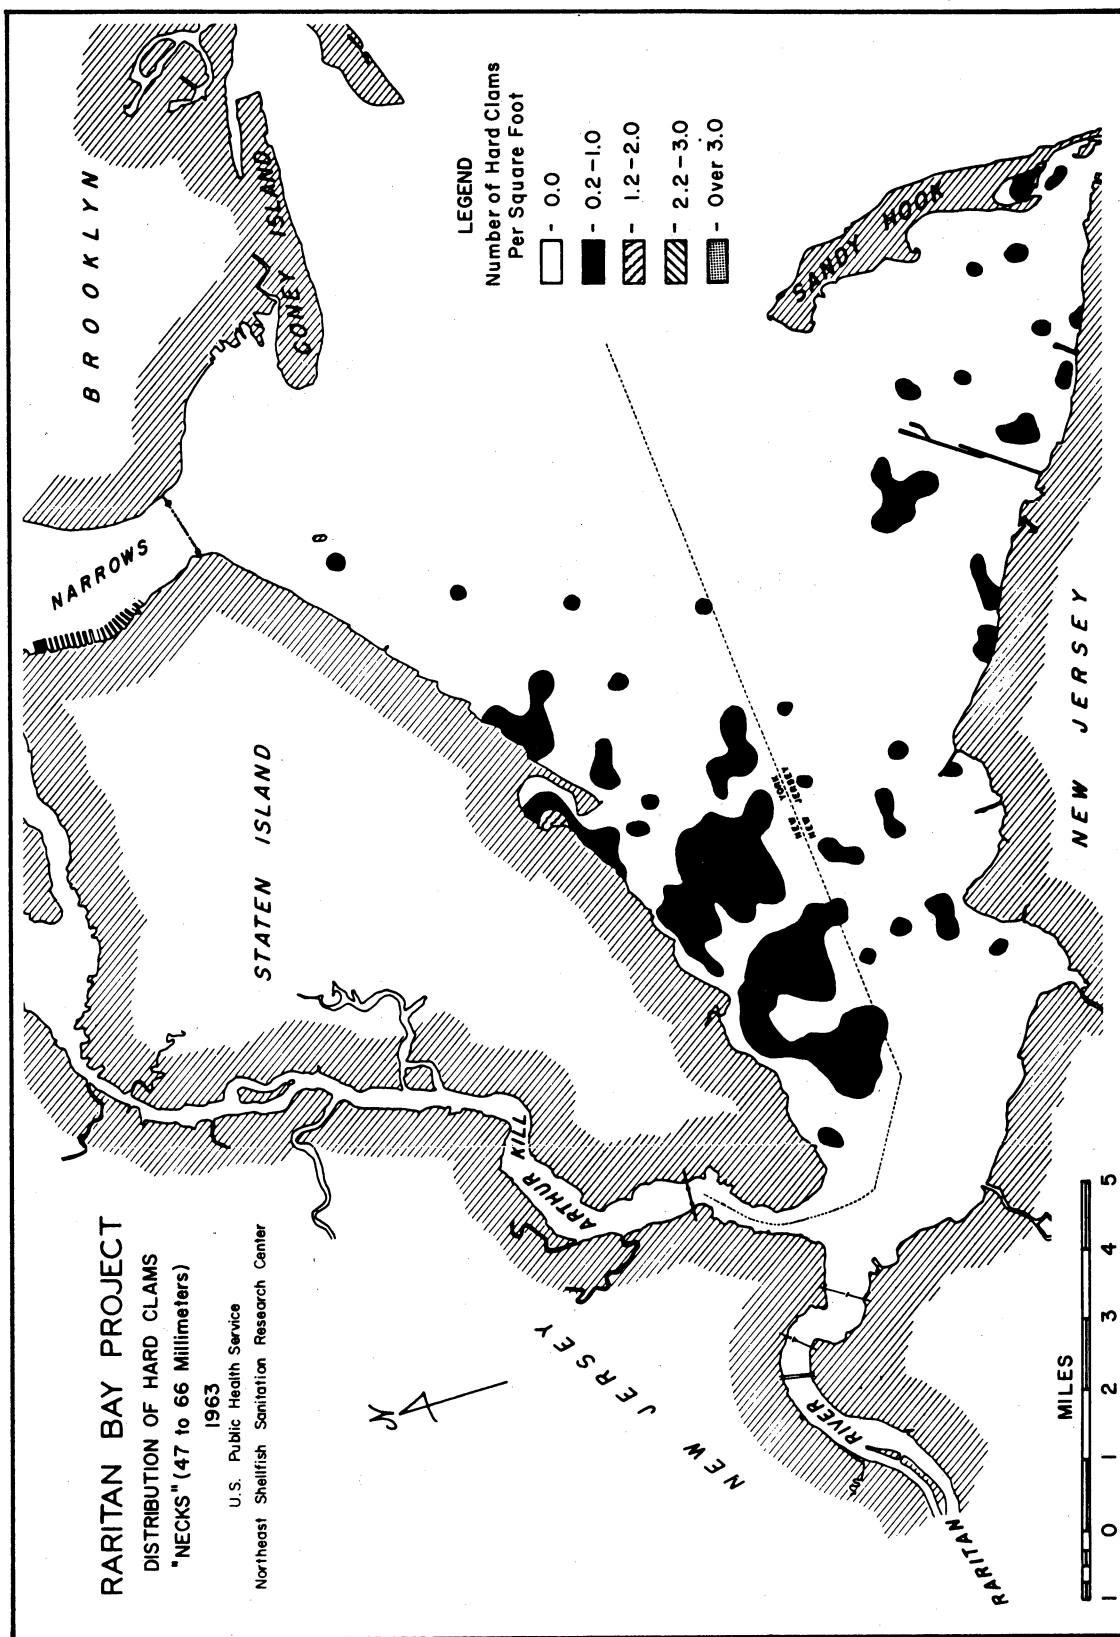 RARITAN BAY PROJECT
DISTRIBUTION OF HARD CLAMS
"NECKS" (47 to 66 Millimeters)
1963
U.S. Public Health Service
Northeast Shellfish Sanitation Research Center
BROOKLYN
CONEY ISLAND
NARROWS
STATEN ISLAND
LEGEND
Number of Hard Clams
Per Square Foot
- 0.0
- 0.2-1.0
- 1.2-2.0
- 2.2-3.0
- Over 3.0
SANDY HOOK
NEW YORK
NEW JERSEY
ARTHUR KILL
N
NEW JERSEY
RARITAN RIVER
NEW JERSEY
MILES
1 0 1 2 3 4 5